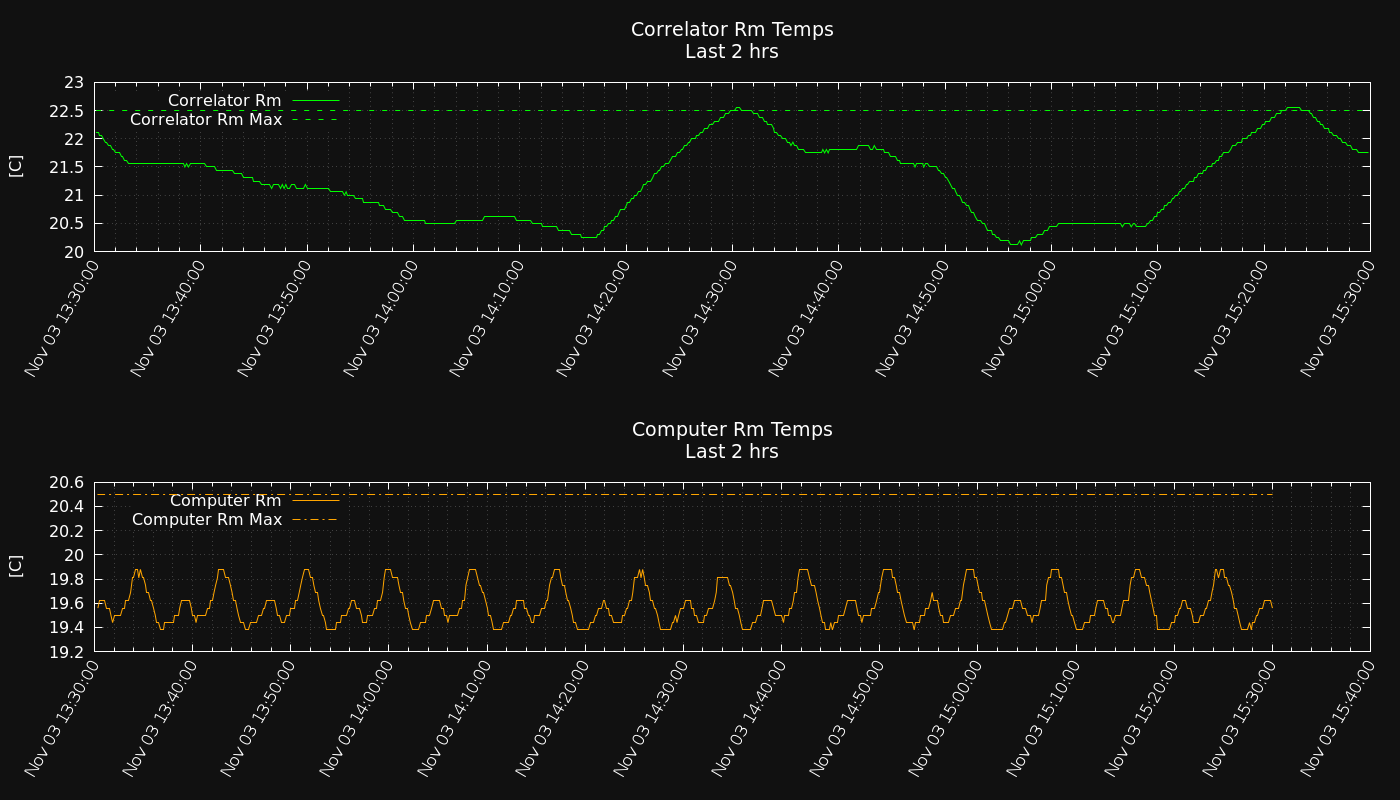 Correlator Rm Temps
Last 2 hrs
23
22.5
22
21.5
21
20.5
20
[C]
Correlator Rm
Correlator Rm Max
Nov 03 13:30:00
Nov 03 13:40:00
Nov 03 13:50:00
Nov 03 14:00:00
Nov 03 14:10:00
Nov 03 14:20:00
Nov 03 14:30:00
Nov 03 14:40:00
Nov 03 14:50:00
Nov 03 15:00:00
Nov 03 15:10:00
Nov 03 15:20:00
Nov 03 15:30:00
Computer Rm Temps
Last 2 hrs
20.6
20.4
20.2
20
19.8
19.6
19.4
19.2
[C]
Computer Rm
Computer Rm Max
Nov 03 13:30:00
Nov 03 13:40:00
Nov 03 13:50:00
Nov 03 14:00:00
Nov 03 14:10:00
Nov 03 14:20:00
Nov 03 14:30:00
Nov 03 14:40:00
Nov 03 14:50:00
Nov 03 15:00:00
Nov 03 15:10:00
Nov 03 15:20:00
Nov 03 15:30:00
Nov 03 15:40:00